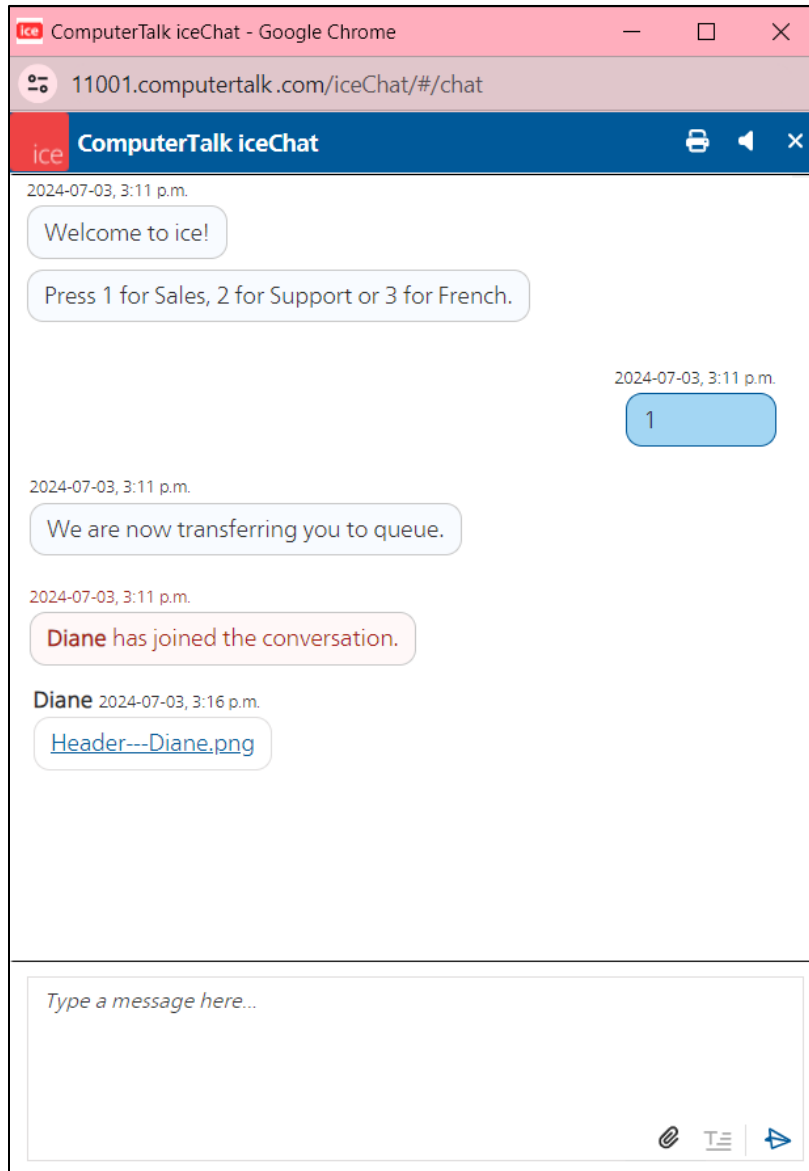 ice ComputerTalk iceChat - Google Chrome
11001.computertalk.com/iceChat/#/chat
ice ComputerTalk iceChat
2024-07-03, 3:11 p.m.
Welcome to ice!
Press 1 for Sales, 2 for Support or 3 for French.
2024-07-03, 3:11 p.m.
1
2024-07-03, 3:11 p.m.
We are now transferring you to queue.
2024-07-03, 3:11 p.m.
Diane has joined the conversation.
Diane 2024-07-03, 3:16 p.m.
Header---Diane.png
Type a message here...